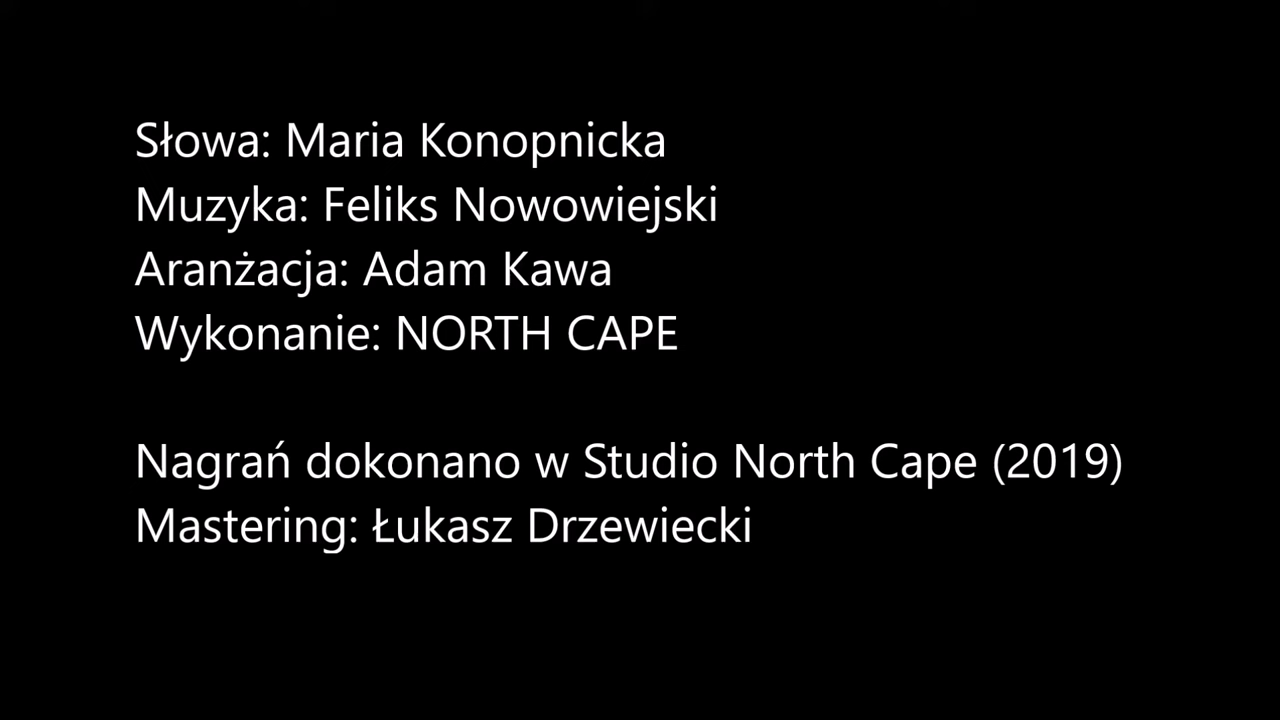 Słowa: Maria Konopnicka
Muzyka: Feliks Nowowiejski
Aranżacja: Adam Kawa
Wykonanie: NORTH CAPE
Nagrań dokonano w Studio North Cape (2019)
Mastering: Łukasz Drzewiecki